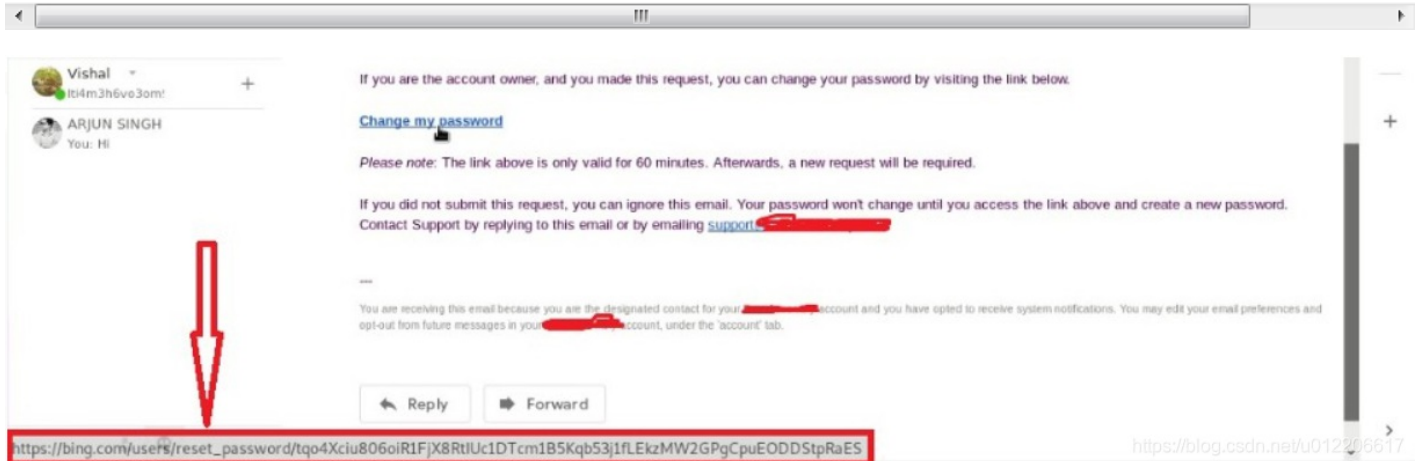 Vishal
lti4m3h6vo3om!
ARJUN SINGH
You: Hi
If you are the account owner, and you made this request, you can change your password by visiting the link below.
Change my password
Please note: The link above is only valid for 60 minutes. Afterwards, a new request will be required.
If you did not submit this request, you can ignore this email. Your password won't change until you access the link above and create a new password.
Contact Support by replying to this email or by emailing support
---
You are receiving this email because you are the designated contact for your account and you have opted to receive system notifications. You may edit your email preferences and
opt-out from future messages in your account, under the 'account' tab.
Reply
Forward
https://bing.com/users/reset_password/tqo4Xciu806oiR1FjX8RtIUc1DTcm1B5Kqb53j1fLEkzMW2GPgCpuEODDStpRaES
https://blog.csdn.net/u012206617